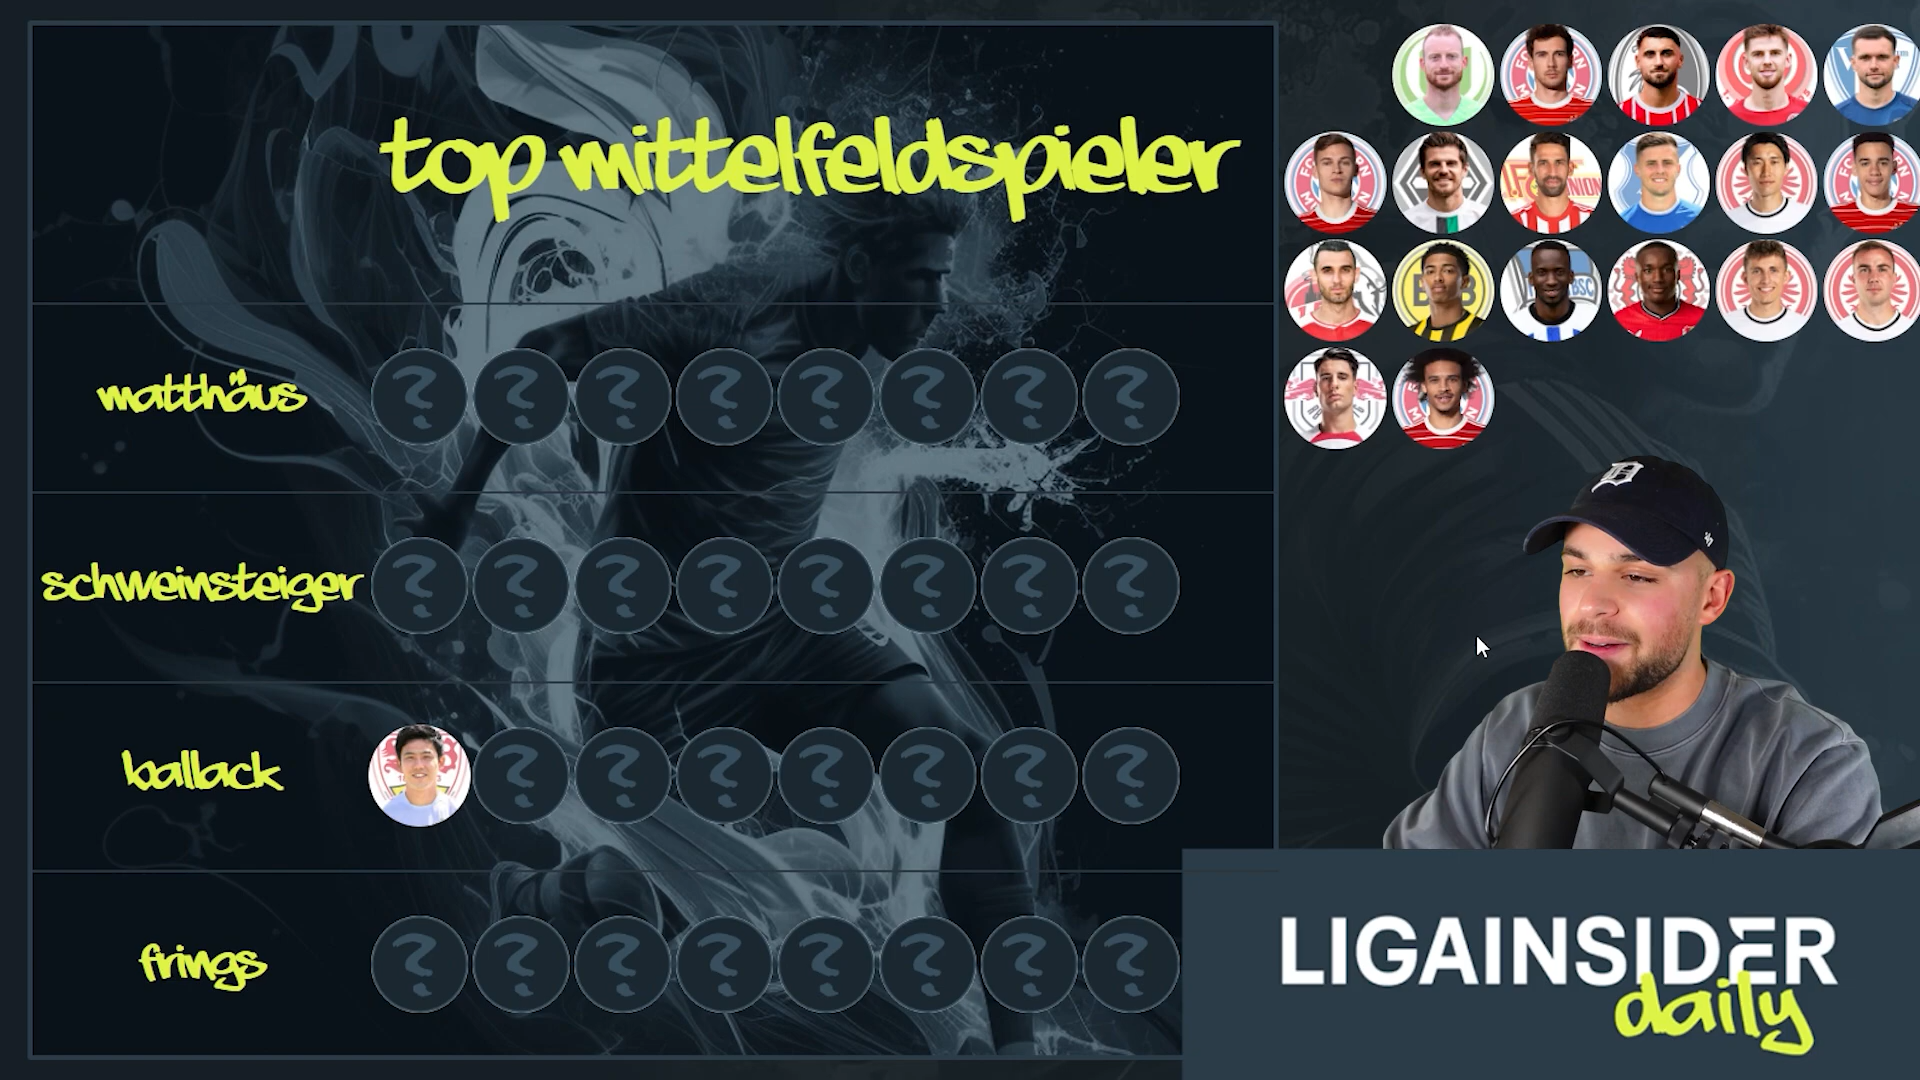 top mittelfeldspieler
matthäus
schweinsteiger
ballack
frings
LIGAINSIDER
daily